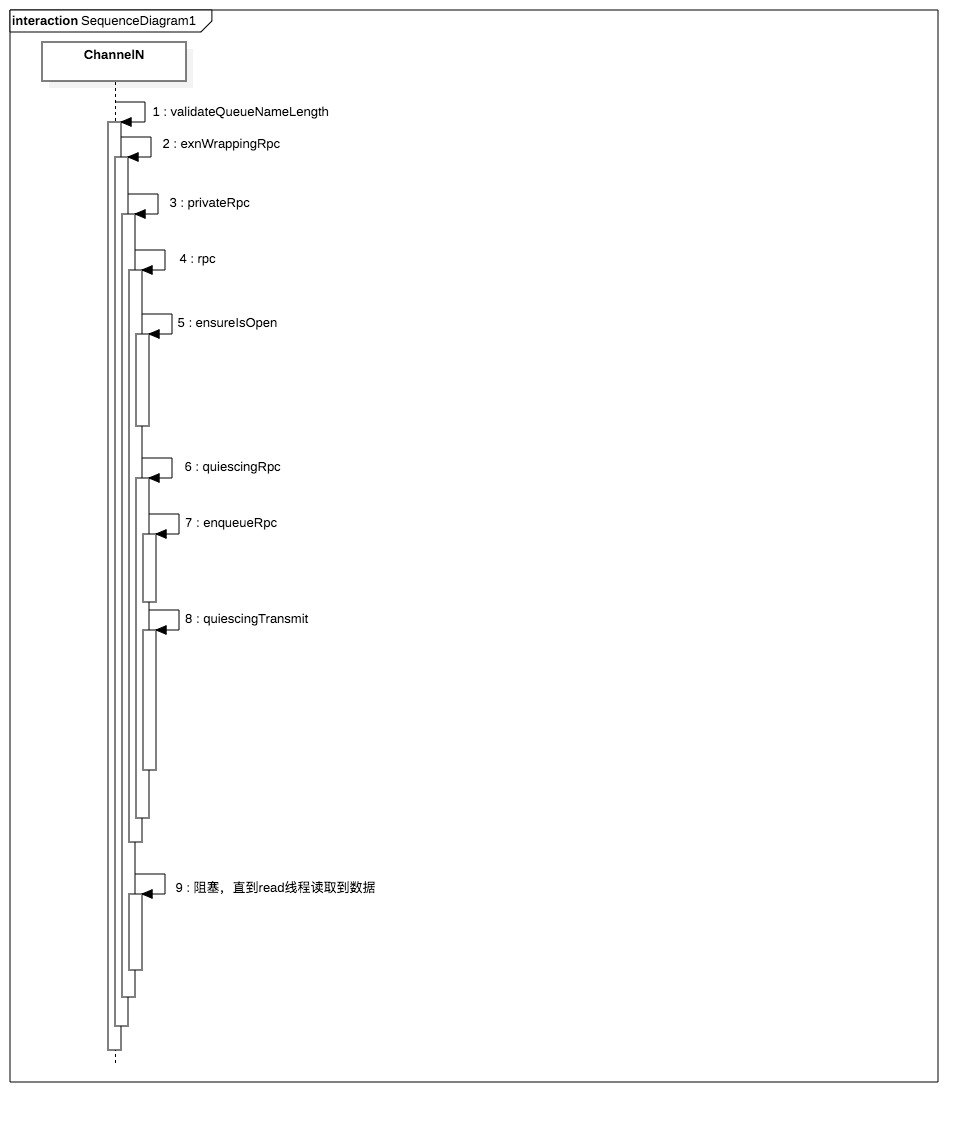 interaction SequenceDiagram1
ChannelN
1 : validateQueueNameLength
2 : exnWrappingRpc
3 : privateRpc
4 : rpc
5 : ensureIsOpen
6 : quiescingRpc
7 : enqueueRpc
8 : quiescingTransmit
9 : 阻塞，直到read线程读取到数据